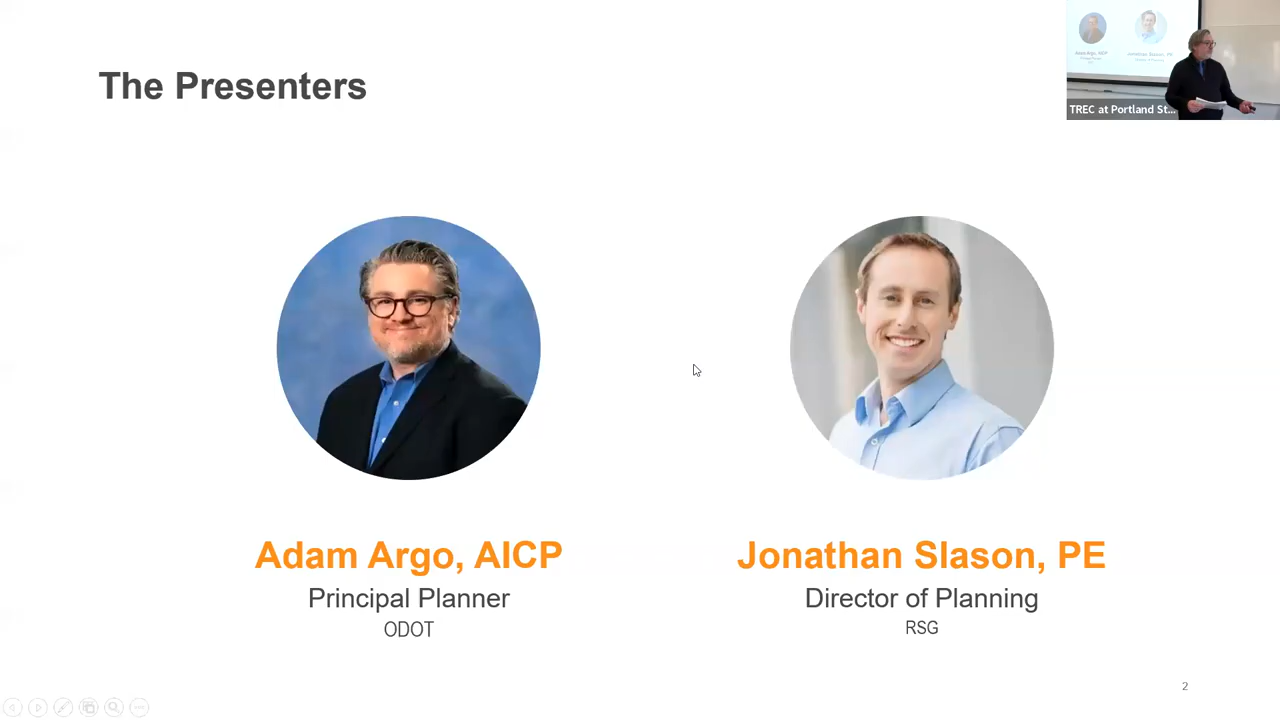 The Presenters
TREC at Portland St...
Adam Argo, AICP
Principal Planner
ODOT
Jonathan Slason, PE
Director of Planning
RSG
2